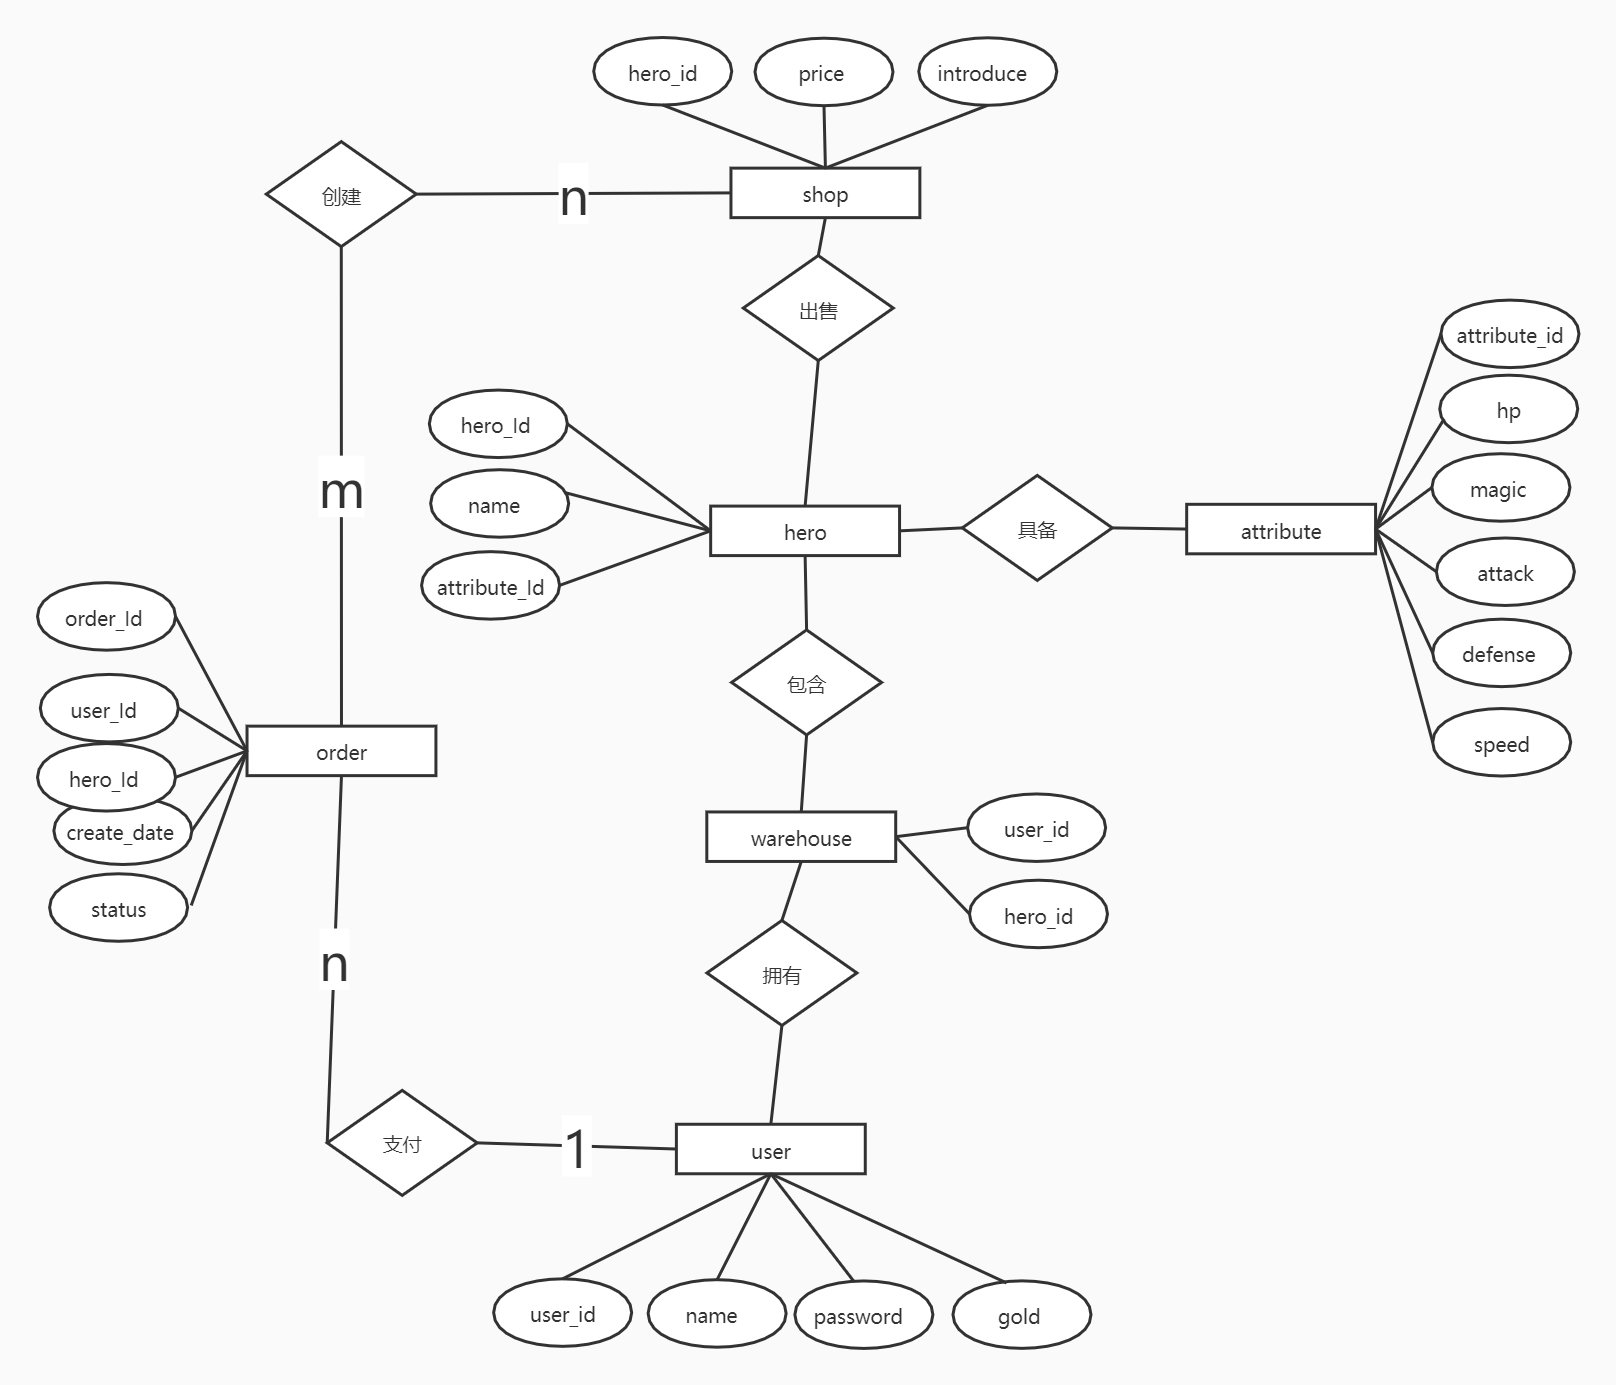 hero_id
price
introduce
创建
n
shop
出售
attribute_id
hp
hero_Id
magic
name
hero
具备
attribute
attack
attribute_Id
m
order_Id
defense
包含
user_Id
speed
order
hero_Id
create_date
warehouse
user_id
status
hero_id
n
拥有
支付
1
user
user_id
name
password
gold